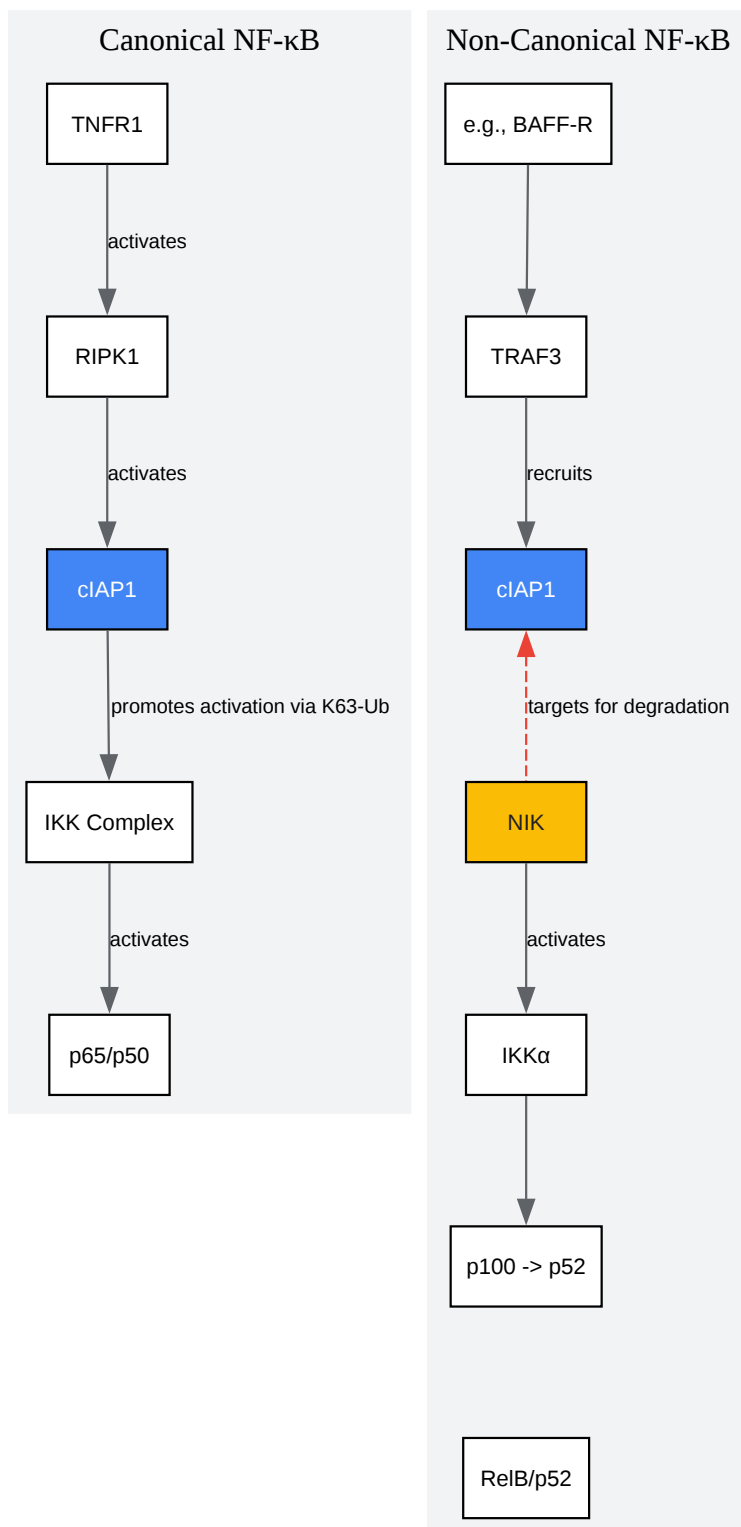 Canonical NF-κB
TNFR1
activates
RIPK1
activates
cIAP1
promotes activation via K63-Ub
IKK Complex
activates
p65/p50
Non-Canonical NF-κB
e.g., BAFF-R
TRAF3
recruits
cIAP1
targets for degradation
NIK
activates
IKKα
p100 -> p52
RelB/p52